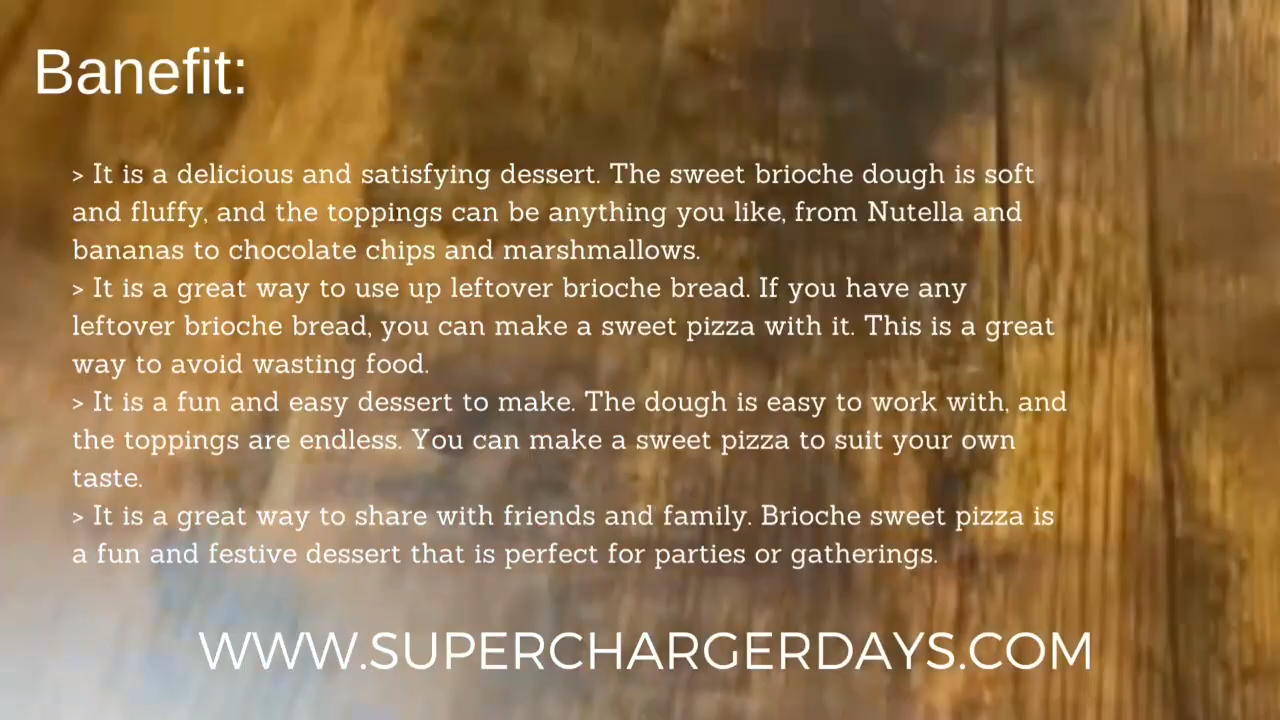 Banefit:
> It is a delicious and satisfying dessert. The sweet brioche dough is soft
and fluffy, and the toppings can be anything you like, from Nutella and
bananas to chocolate chips and marshmallows.
> It is a great way to use up leftover brioche bread. If you have any
leftover brioche bread, you can make a sweet pizza with it. This is a great
way to avoid wasting food.
> It is a fun and easy dessert to make. The dough is easy to work with, and
the toppings are endless. You can make a sweet pizza to suit your own
taste.
> It is a great way to share with friends and family. Brioche sweet pizza is
a fun and festive dessert that is perfect for parties or gatherings.
WWW.SUPERCHARGERDAYS.COM